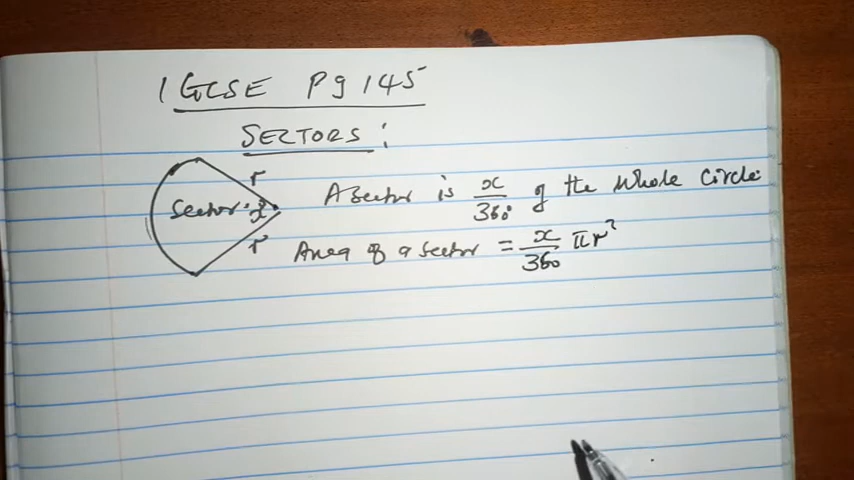 IGCSE Pg 145
SECTORS:
r
Sector. x
r
A Sector is x/360° of the whole circle.
Area of a sector = x/360 πr²